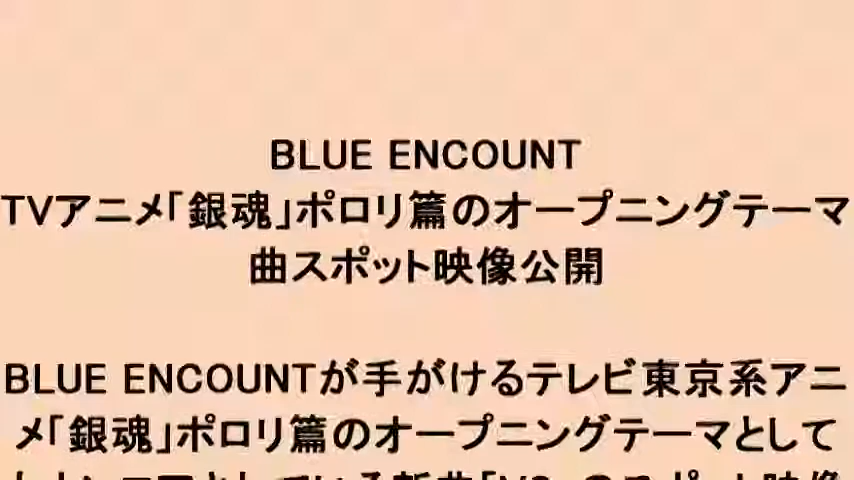 BLUE ENCOUNT
TVアニメ「銀魂」ポロリ篇のオープニングテーマ
曲スポット映像公開
BLUE ENCOUNTが手がけるテレビ東京系アニ
メ「銀魂」ポロリ篇のオープニングテーマとして